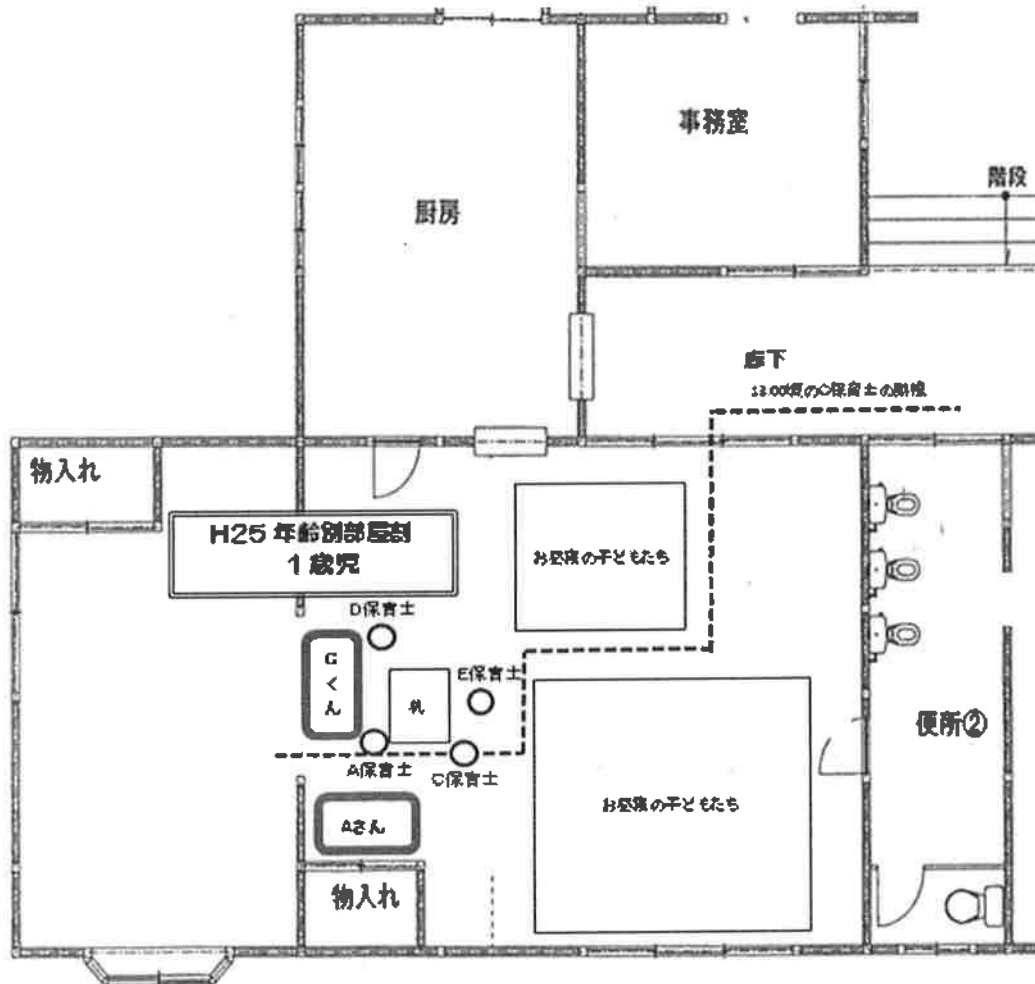 事務室
階段
厨房
廊下
物入れ
H25 年齢別部屋割
1歳児
お昼寝の子どもたち
D保育士
Gくん
E保育士
机
便所②
A保育士
C保育士
お昼寝の子どもたち
Aさん
物入れ